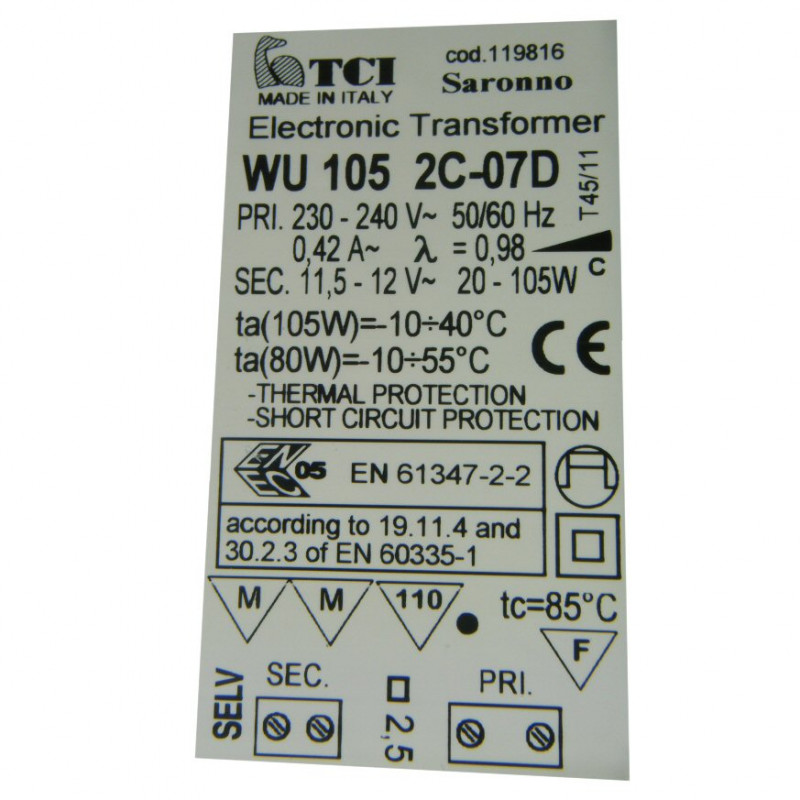 TCI cod.119816
MADE IN ITALY Saronno
Electronic Transformer
WU 105 2C-07D
T45/11
PRI. 230 - 240 V~ 50/60 Hz
0,42 A~ λ = 0,98
C
SEC. 11,5 - 12 V~ 20 - 105W
ta(105W)=-10÷40°C
ta(80W)=-10÷55°C
CE
-THERMAL PROTECTION
-SHORT CIRCUIT PROTECTION
ENEC 05 EN 61347-2-2
according to 19.11.4 and
30.2.3 of EN 60335-1
M M 110 tc=85°C
F
SELV SEC. 2,5 PRI.